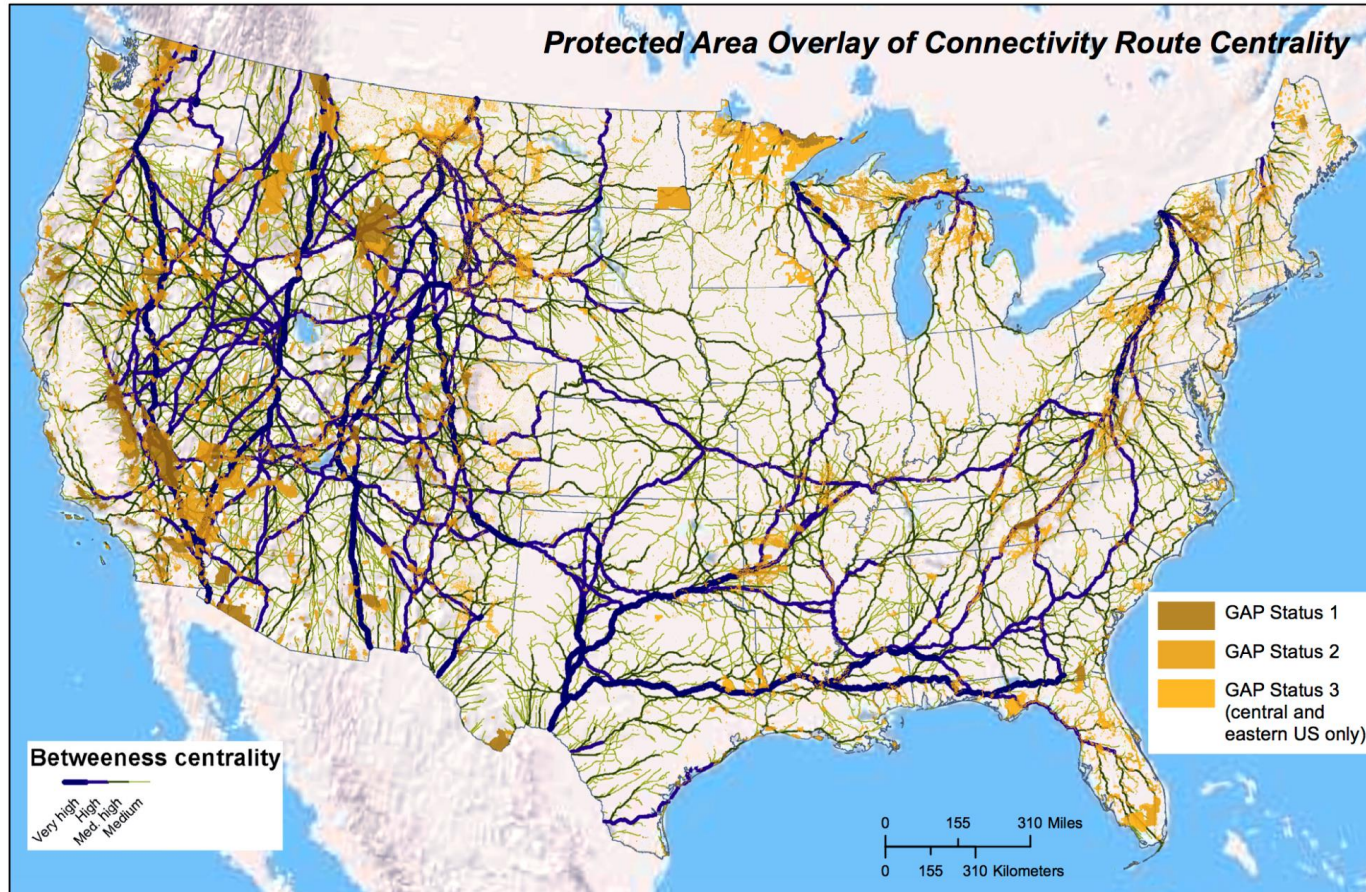 Protected Area Overlay of Connectivity Route Centrality
GAP Status 1
GAP Status 2
GAP Status 3
(central and
eastern US only)
Betweeness centrality
Very high
High
Med. high
Medium
0 155 310 Miles
0 155 310 Kilometers